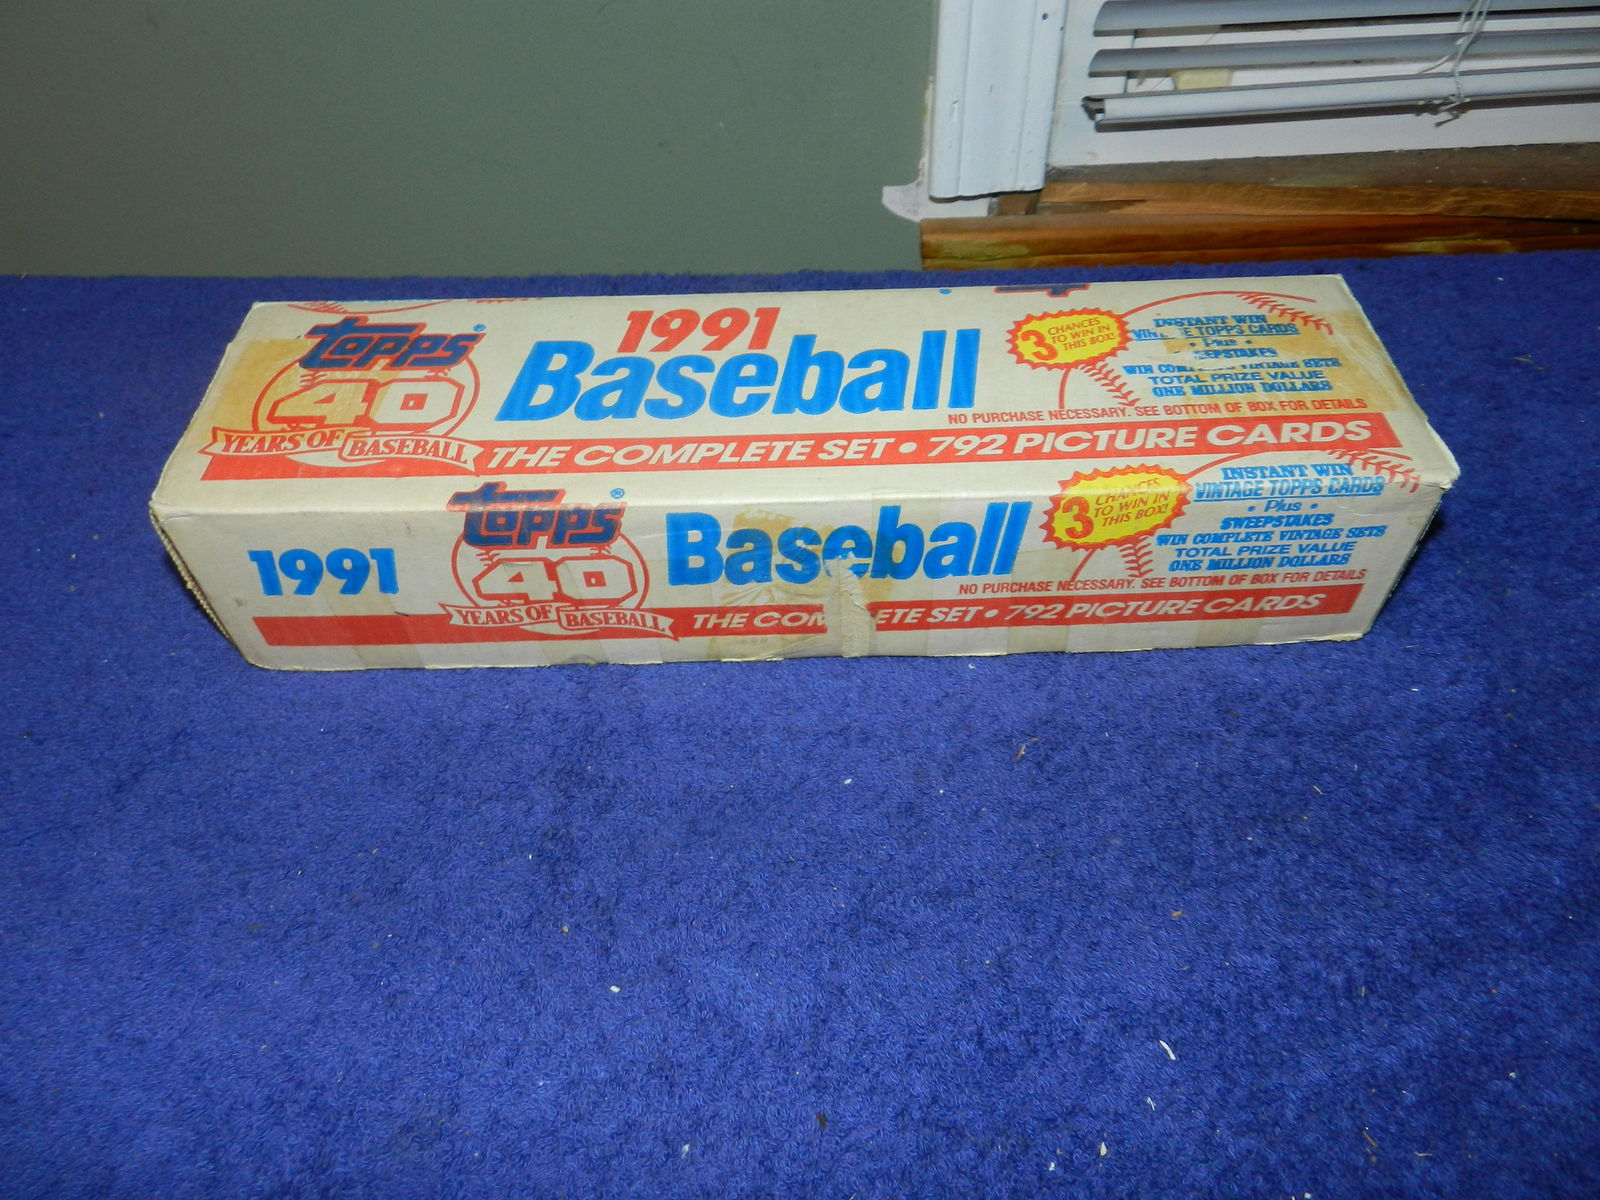 Topps®
40
YEARS OF BASEBALL
1991
Baseball
3 CHANCES
TO WIN IN
THIS BOX!
INSTANT WIN
TOPPS CARDS
• Plus •
WIN SETS
TOTAL PRIZE VALUE
ONE MILLION DOLLARS
NO PURCHASE NECESSARY. SEE BOTTOM OF BOX FOR DETAILS
THE COMPLETE SET • 792 PICTURE CARDS
1991
Topps®
40
YEARS OF BASEBALL
Baseball
3 CHANCES
TO WIN IN
THIS BOX!
INSTANT WIN
VINTAGE TOPPS CARDS
• Plus •
SWEEPSTAKES
WIN COMPLETE VINTAGE SETS
TOTAL PRIZE VALUE
ONE MILLION DOLLARS
NO PURCHASE NECESSARY. SEE BOTTOM OF BOX FOR DETAILS
THE COM ETE SET • 792 PICTURE CARDS